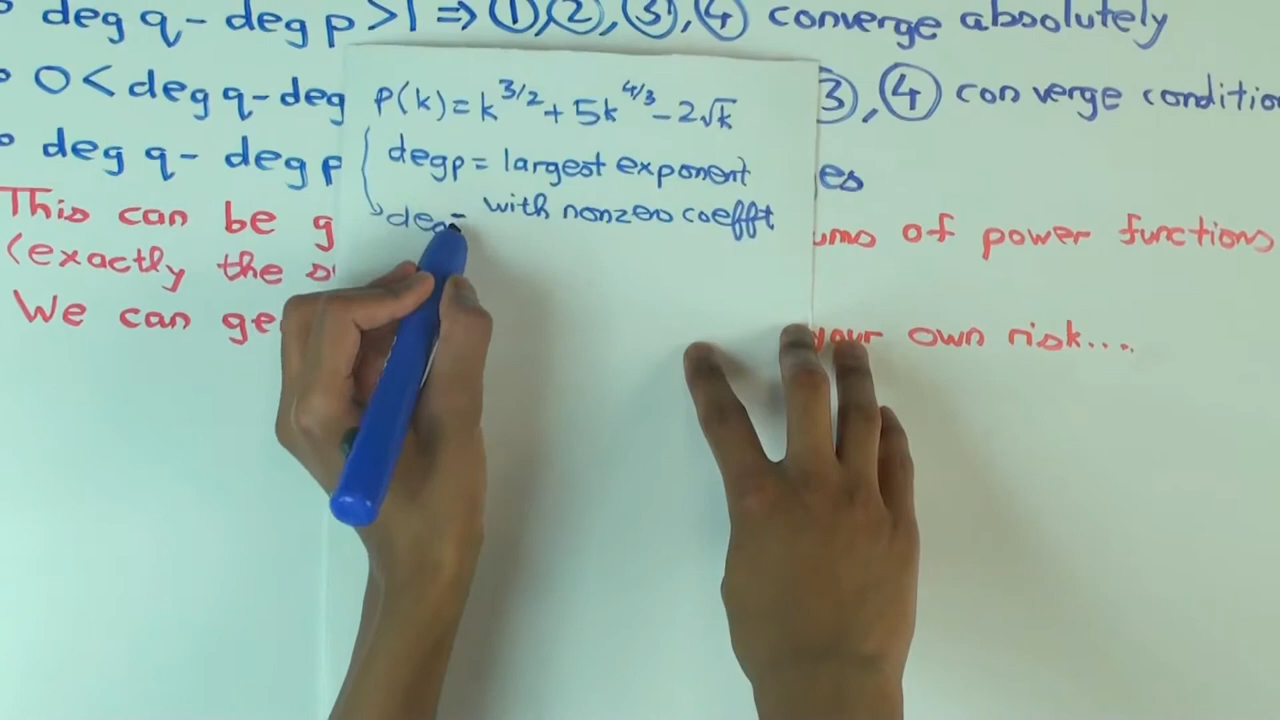 deg q - deg p > 1 ⇒ ①,②,③,④ converge absolutely
0 < deg q - deg ③,④ converge conditio
deg q - deg p es
This can be g ums of power functions
(exactly the
We can ge your own risk....
p(k) = k^{3/2} + 5k^{4/3} - 2√k
deg p = largest exponent
with nonzero coefft
deg